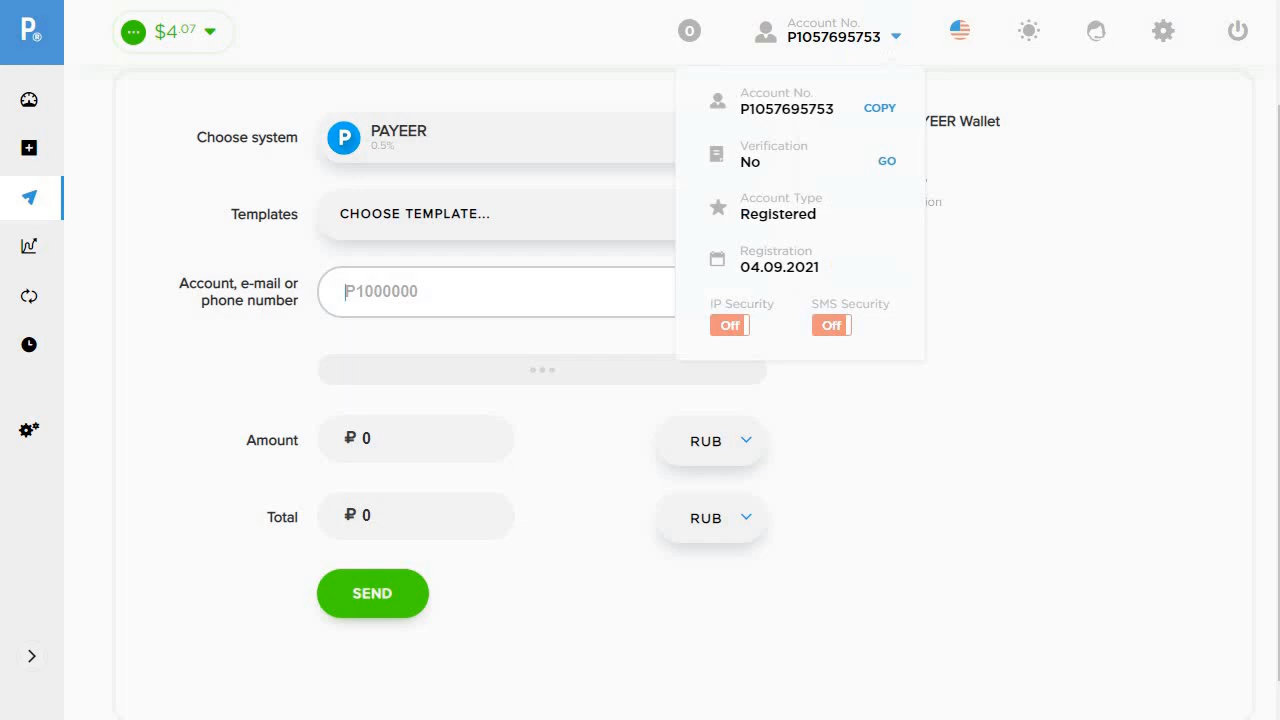 P®
$4.07
0
Account No.
P1057695753
Account No.
P1057695753
COPY
Verification
No
GO
Account Type
Registered
Registration
04.09.2021
IP Security
SMS Security
Off
Off
YEER Wallet
ion
Choose system
P
PAYEER
0.5%
Templates
CHOOSE TEMPLATE...
Account, e-mail or
phone number
P1000000
Amount
₽ 0
RUB
Total
₽ 0
RUB
SEND